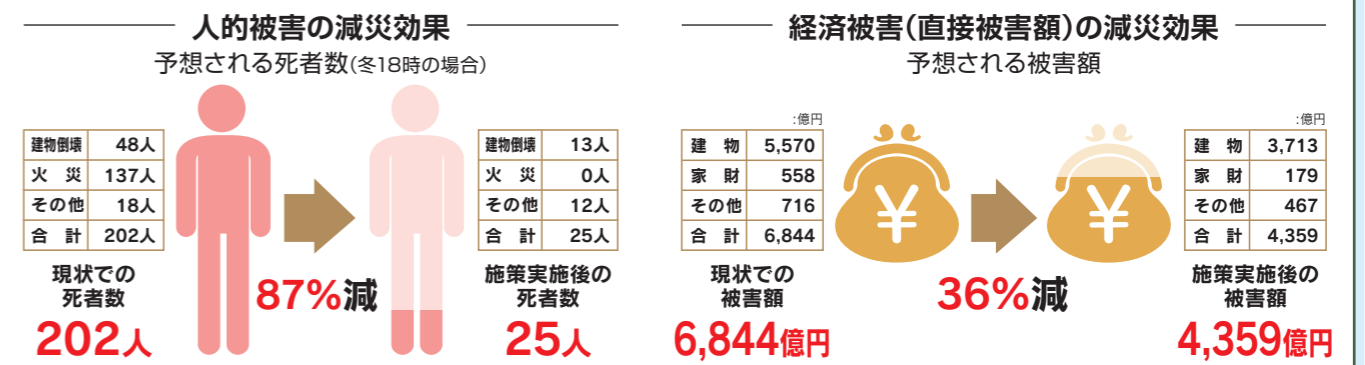 人的被害の減災効果
予想される死者数(冬18時の場合)
建物倒壊 48人
火 災 137人
その他 18人
合 計 202人
現状での
死者数
202人
87%減
建物倒壊 13人
火 災 0人
その他 12人
合 計 25人
施策実施後の
死者数
25人
経済被害(直接被害額)の減災効果
予想される被害額
:億円
建 物 5,570
家 財 558
その他 716
合 計 6,844
現状での
被害額
6,844億円
¥
36%減
¥
:億円
建 物 3,713
家 財 179
その他 467
合 計 4,359
施策実施後の
被害額
4,359億円